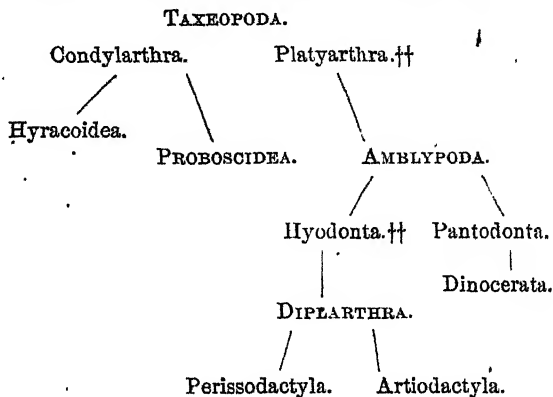 TAXEOPODA.
Condylarthra. Platyarthra.††
Hyracoidea.
PROBOSCIDEA. AMBLYPODA.
Hyodonta.†† Pantodonta.
Dinocerata.
DIPLARTHRA.
Perissodactyla. Artiodactyla.